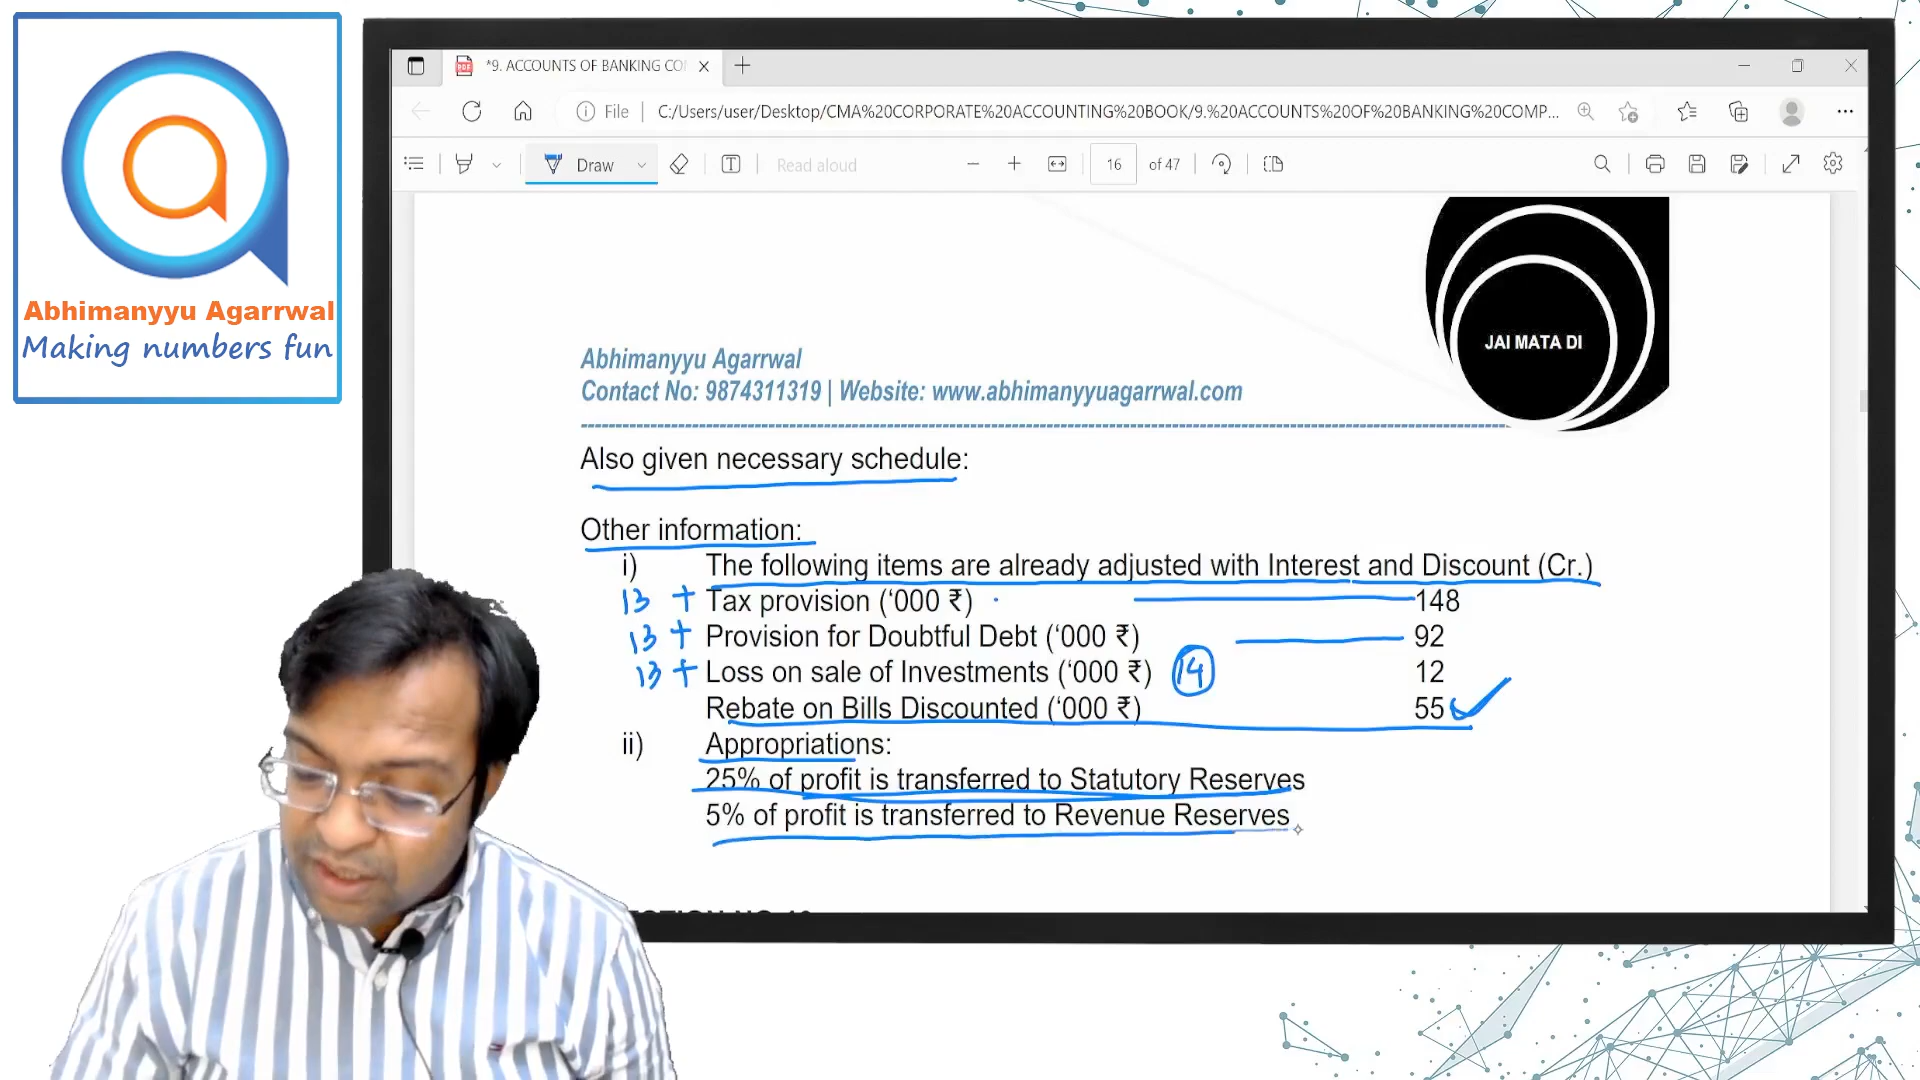 Abhimanyyu Agarrwal
Making numbers fun
*9. ACCOUNTS OF BANKING CO
File
C:/Users/user/Desktop/CMA%20CORPORATE%20ACCOUNTING%20BOOK/9.%20ACCOUNTS%20OF%20BANKING%20COMP...
Draw
Read aloud
16
of 47
JAI MATA DI
Abhimanyyu Agarrwal
Contact No: 9874311319 | Website: www.abhimanyyuagarrwal.com
Also given necessary schedule:
Other information:
i) The following items are already adjusted with Interest and Discount (Cr.)
13 + Tax provision (‘000 ₹) 148
13 + Provision for Doubtful Debt (‘000 ₹) 92
13 + Loss on sale of Investments (‘000 ₹) 14 12
Rebate on Bills Discounted (‘000 ₹) 55
ii) Appropriations:
25% of profit is transferred to Statutory Reserves
5% of profit is transferred to Revenue Reserves